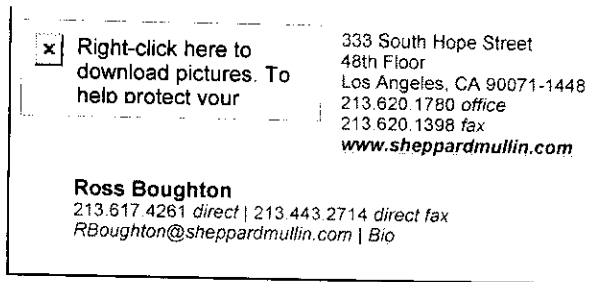 Right-click here to
download pictures. To
help protect your
333 South Hope Street
48th Floor
Los Angeles, CA 90071-1448
213.620.1780 office
213.620.1398 fax
www.sheppardmullin.com
Ross Boughton
213.617.4261 direct | 213.443.2714 direct fax
RBoughton@sheppardmullin.com | Bio